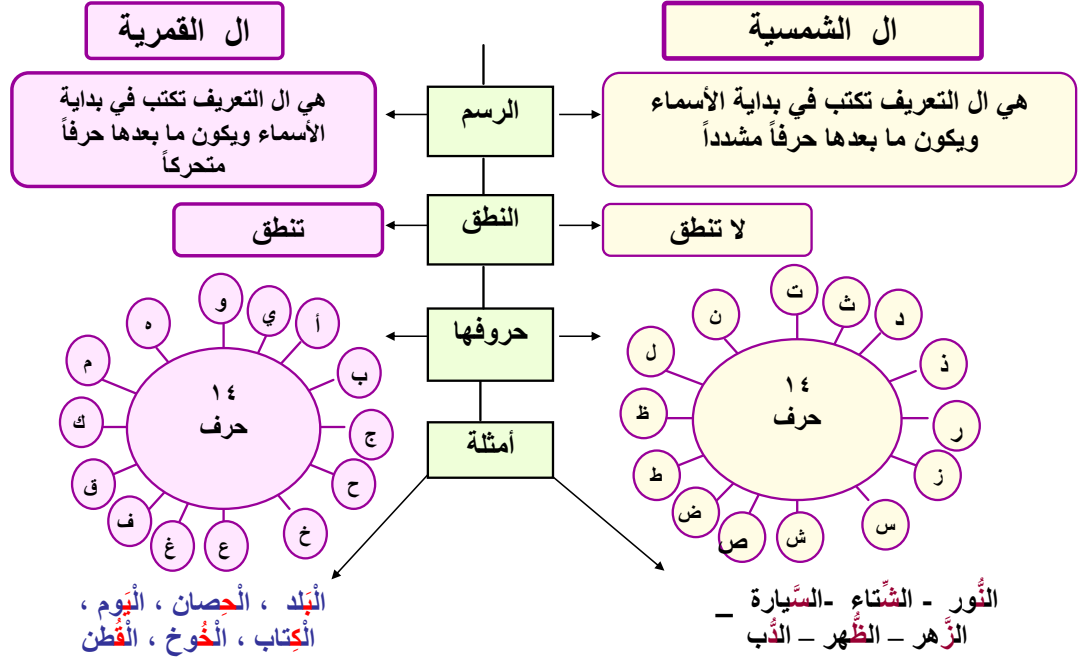 ال الشمسية
ال القمرية
الرسم
هي ال التعريف تكتب في بداية الأسماء
ويكون ما بعدها حرفاً مشدداً
هي ال التعريف تكتب في بداية
الأسماء ويكون ما بعدها حرفاً
متحركاً
النطق
لا تنطق
تنطق
حروفها
١٤
حرف
ت
ث
د
ذ
ر
ز
س
ش
ص
ض
ط
ظ
ل
ن
١٤
حرف
أ
ب
ج
ح
خ
ع
غ
ف
ق
ك
م
ه
و
ي
أمثلة
النُّور - الشِّتاء -السَّيارة _
الزَّهر – الظُّهر – الدُّب
الْبَلد ، الْحِصان ، الْيَوم ،
الْكِتاب ، الْخُوخ ، الْقُطن